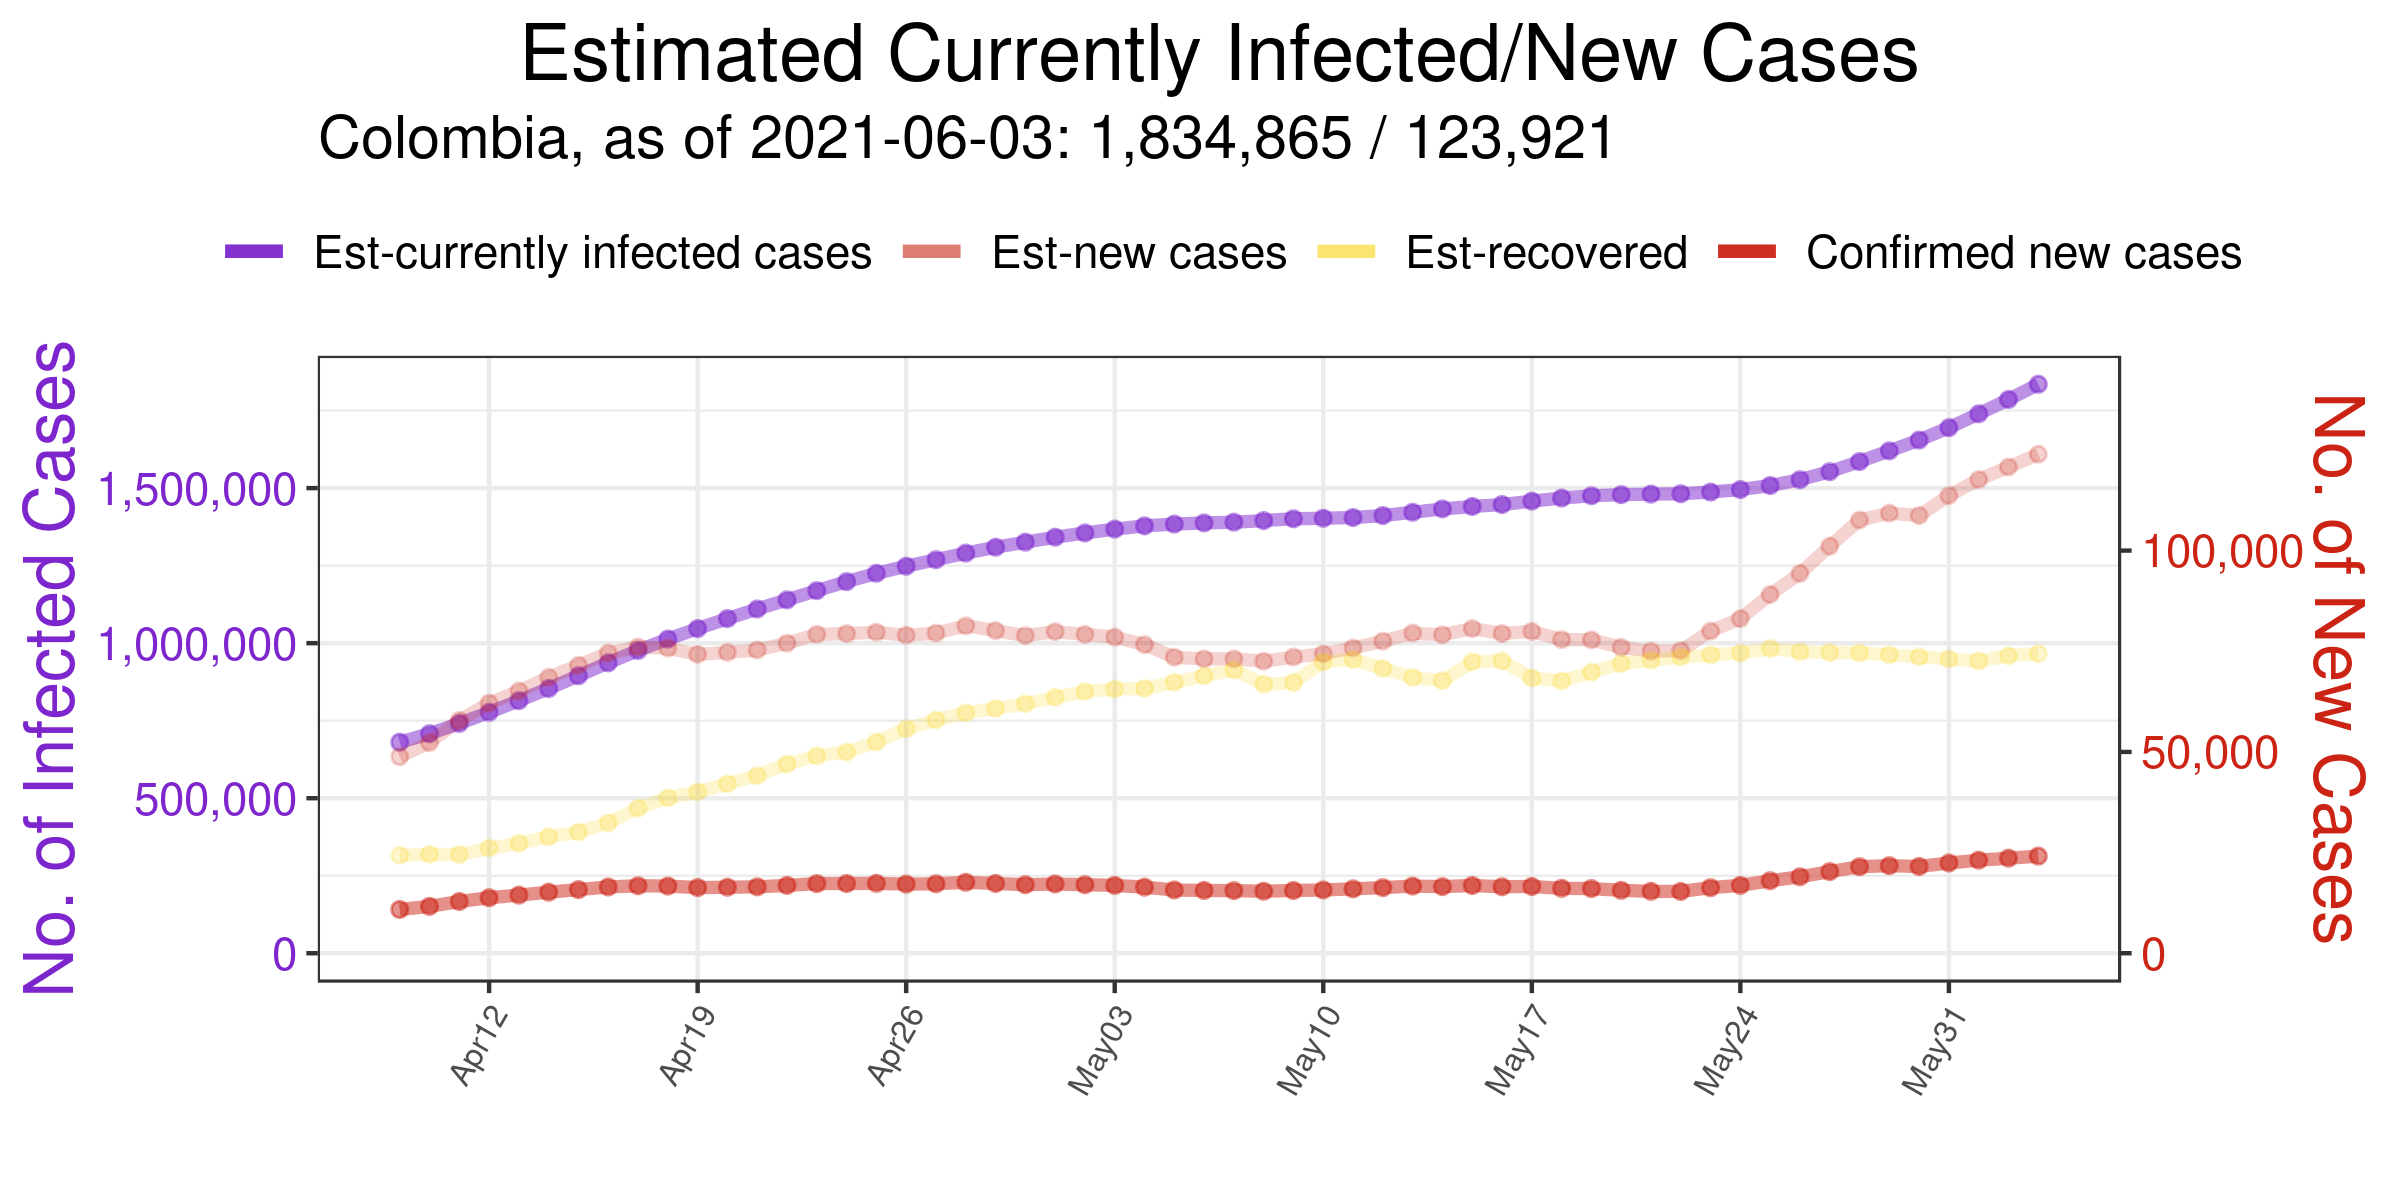 Estimated Currently Infected/New Cases
Colombia, as of 2021-06-03: 1,834,865 / 123,921
Est-currently infected cases Est-new cases Est-recovered Confirmed new cases
No. of Infected Cases
1,500,000
1,000,000
500,000
0
100,000
50,000
0
No. of New Cases
Apr12 Apr19 Apr26 May03 May10 May17 May24 May31